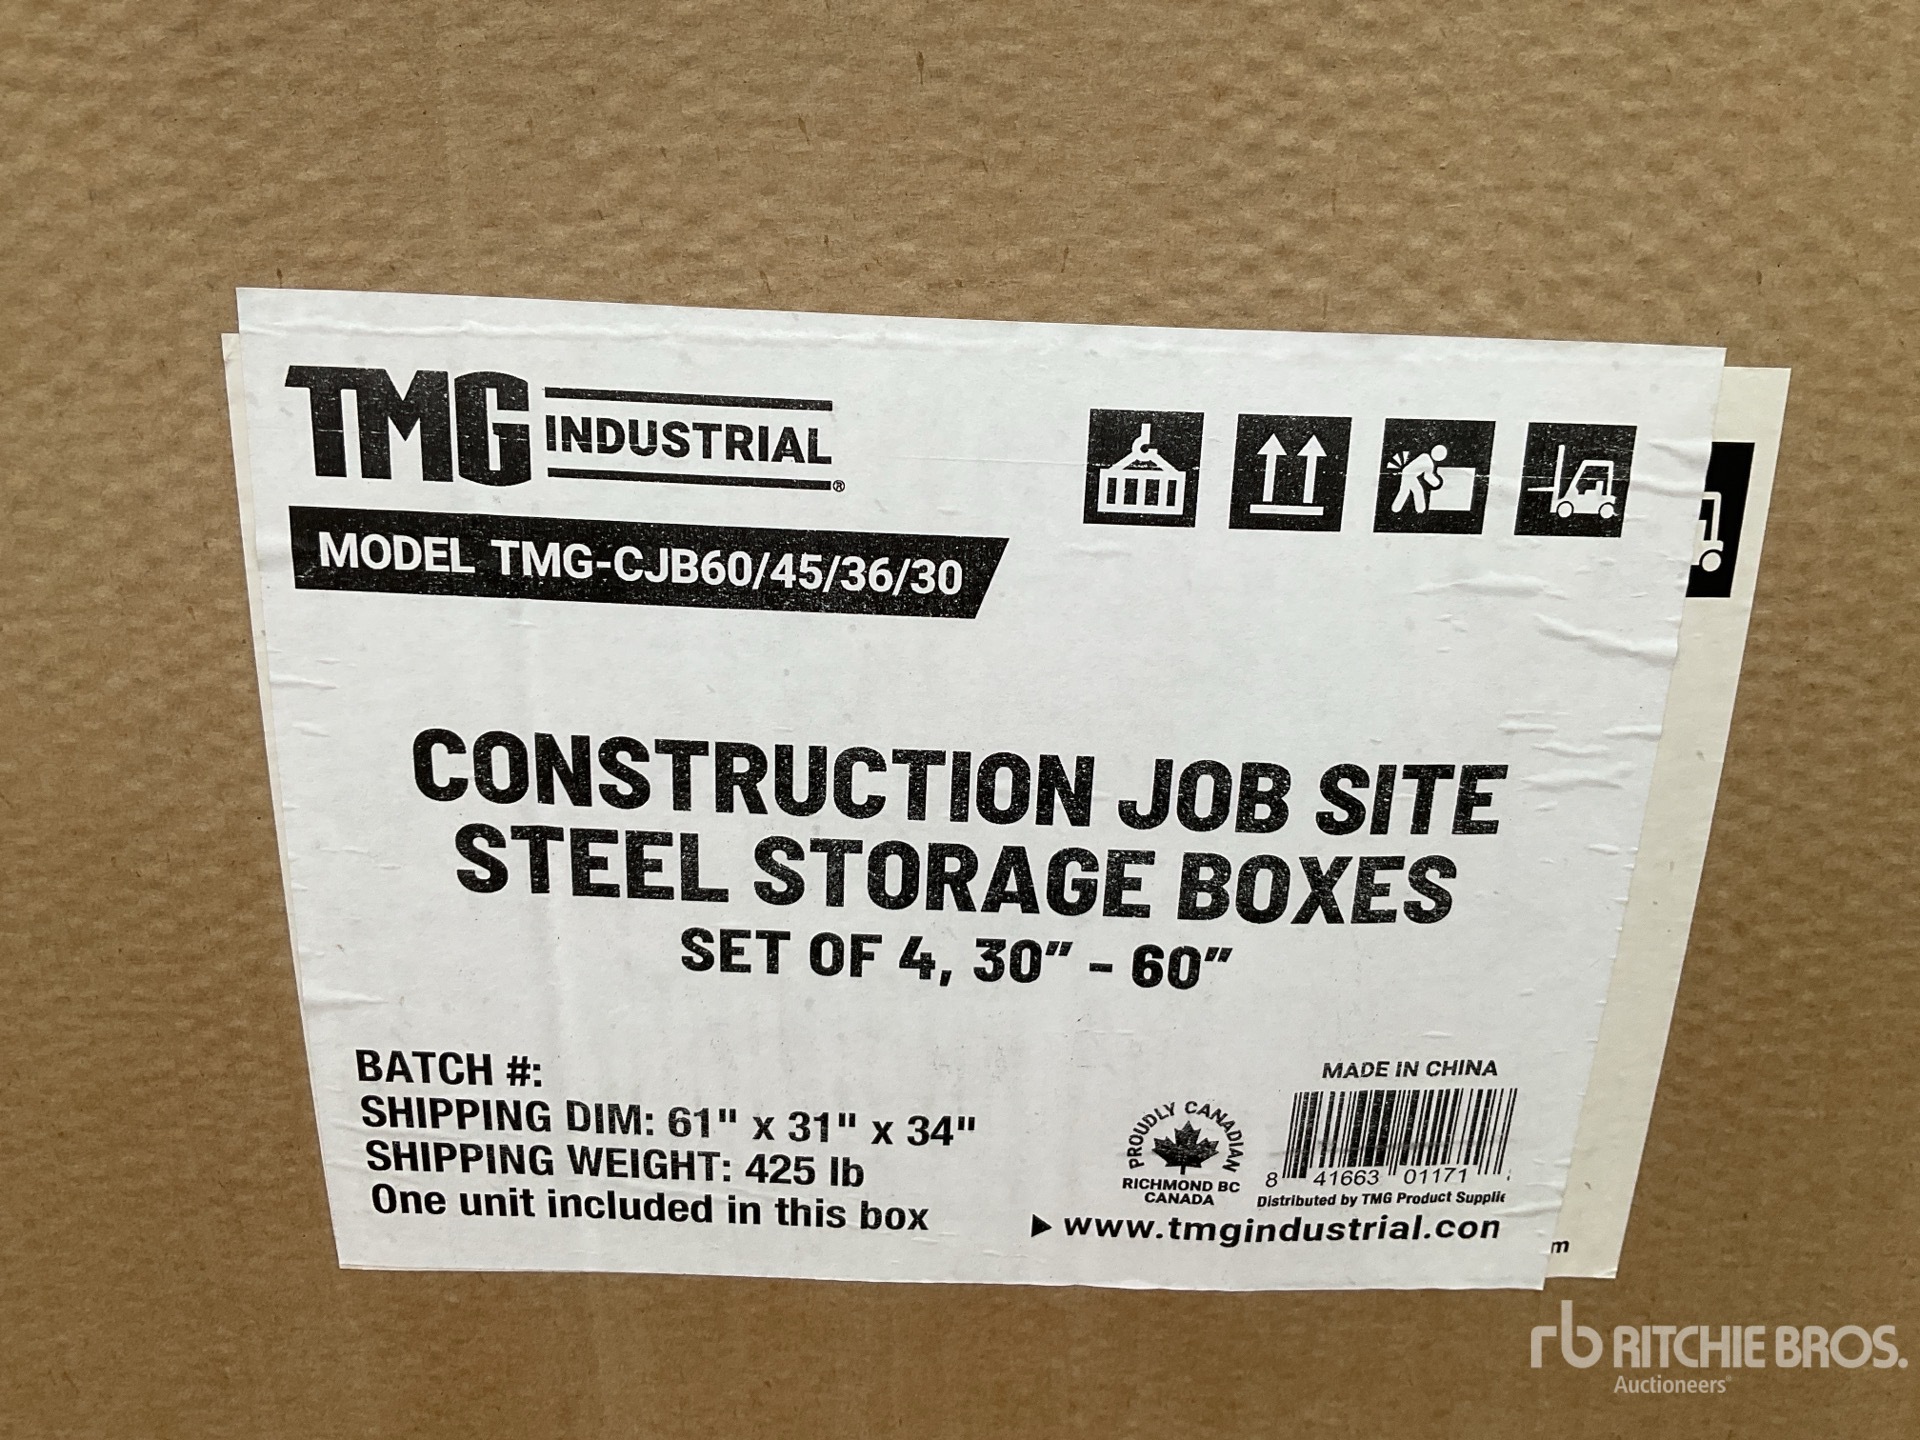 TMG INDUSTRIAL®
MODEL TMG-CJB60/45/36/30
CONSTRUCTION JOB SITE
STEEL STORAGE BOXES
SET OF 4, 30" - 60"
BATCH #:
SHIPPING DIM: 61" x 31" x 34"
SHIPPING WEIGHT: 425 lb
One unit included in this box
MADE IN CHINA
PROUDLY CANADIAN
RICHMOND BC
CANADA
8 41663 01171
Distributed by TMG Product
www.tmgindustrial.con
m
rb RITCHIE BROS.
Auctioneers